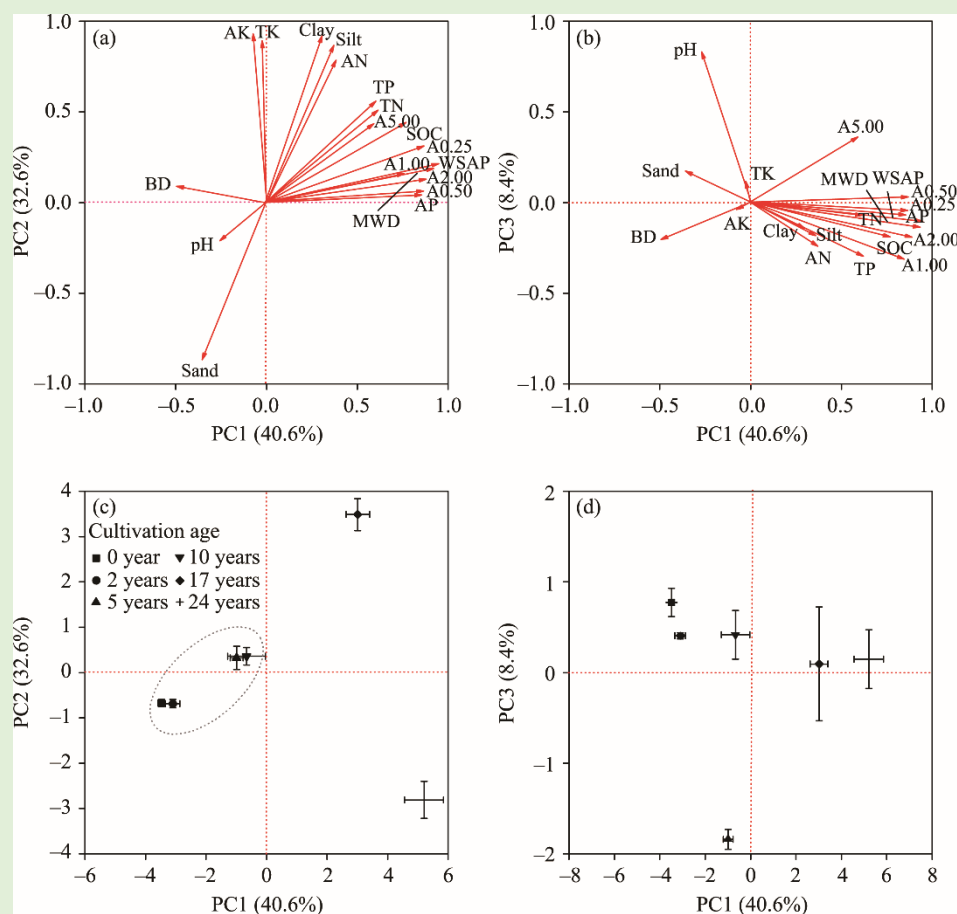 (a)
AK TK Clay
Silt
AN
TP
TN
A5.00
SOC
A0.25
A1.00 WSAP
A2.00
A0.50
AP
MWD
BD
pH
Sand
1.0
0.5
0.0
–0.5
–1.0
–1.0 –0.5 0.0 0.5 1.0
PC2 (32.6%)
PC1 (40.6%)
(b)
pH
A5.00
Sand
TK
MWD WSAP
A0.50
A0.25
TN AP
AK
Clay Silt SOC A2.00
BD
AN TP A1.00
1.0
0.5
0.0
–0.5
–1.0
–1.0 –0.5 0.0 0.5 1.0
PC3 (8.4%)
PC1 (40.6%)
(c)
Cultivation age
0 year 10 years
2 years 17 years
5 years 24 years
4
3
2
1
0
–1
–2
–3
–4
–6 –4 –2 0 2 4 6
PC2 (32.6%)
PC1 (40.6%)
(d)
2
1
0
–1
–2
–8 –6 –4 –2 0 2 4 6 8
PC3 (8.4%)
PC1 (40.6%)